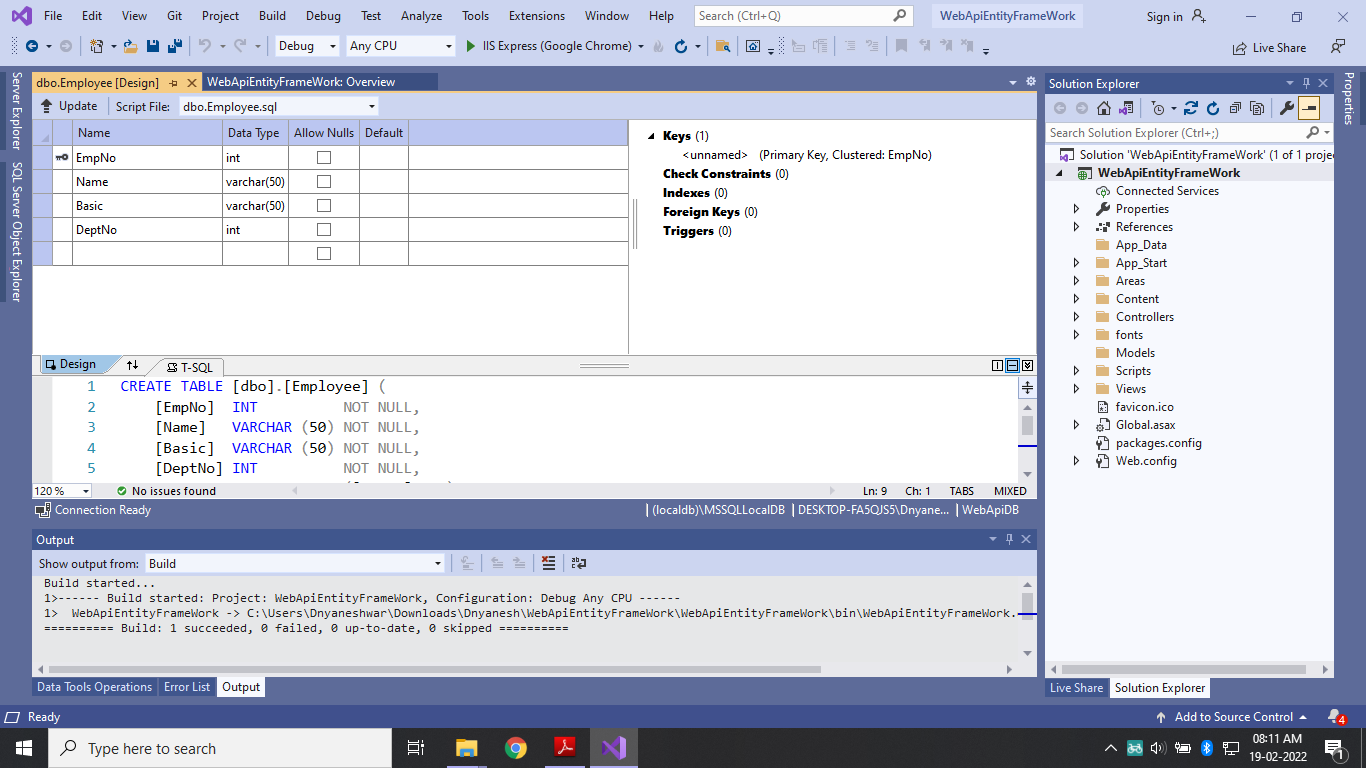 File Edit View Git Project Build Debug Test Analyze Tools Extensions Window Help Search (Ctrl+Q) WebApiEntityFrameWork Sign in
Debug Any CPU IIS Express (Google Chrome) Live Share
Server Explorer
SQL Server Object Explorer
dbo.Employee [Design] WebApiEntityFrameWork: Overview
Update Script File: dbo.Employee.sql
Name Data Type Allow Nulls Default
EmpNo int
Name varchar(50)
Basic varchar(50)
DeptNo int
Keys (1)
<unnamed> (Primary Key, Clustered: EmpNo)
Check Constraints (0)
Indexes (0)
Foreign Keys (0)
Triggers (0)
Design T-SQL
1 CREATE TABLE [dbo].[Employee] (
2 [EmpNo] INT NOT NULL,
3 [Name] VARCHAR (50) NOT NULL,
4 [Basic] VARCHAR (50) NOT NULL,
5 [DeptNo] INT NOT NULL,
120 % No issues found Ln: 9 Ch: 1 TABS MIXED
Connection Ready (localdb)\MSSQLLocalDB DESKTOP-FA5QJS5\Dnyane... WebApiDB
Output
Show output from: Build
Build started...
1>------ Build started: Project: WebApiEntityFrameWork, Configuration: Debug Any CPU ------
1> WebApiEntityFrameWork -> C:\Users\Dnyaneshwar\Downloads\Dnyanesh\WebApiEntityFrameWork\WebApiEntityFrameWork\bin\WebApiEntityFrameWork.
========== Build: 1 succeeded, 0 failed, 0 up-to-date, 0 skipped ==========
Data Tools Operations Error List Output
Solution Explorer
Search Solution Explorer (Ctrl+;)
Solution 'WebApiEntityFrameWork' (1 of 1 proje
WebApiEntityFrameWork
Connected Services
Properties
References
App_Data
App_Start
Areas
Content
Controllers
fonts
Models
Scripts
Views
favicon.ico
Global.asax
packages.config
Web.config
Live Share Solution Explorer
Properties
Ready Add to Source Control 4
Type here to search
08:11 AM
19-02-2022
1